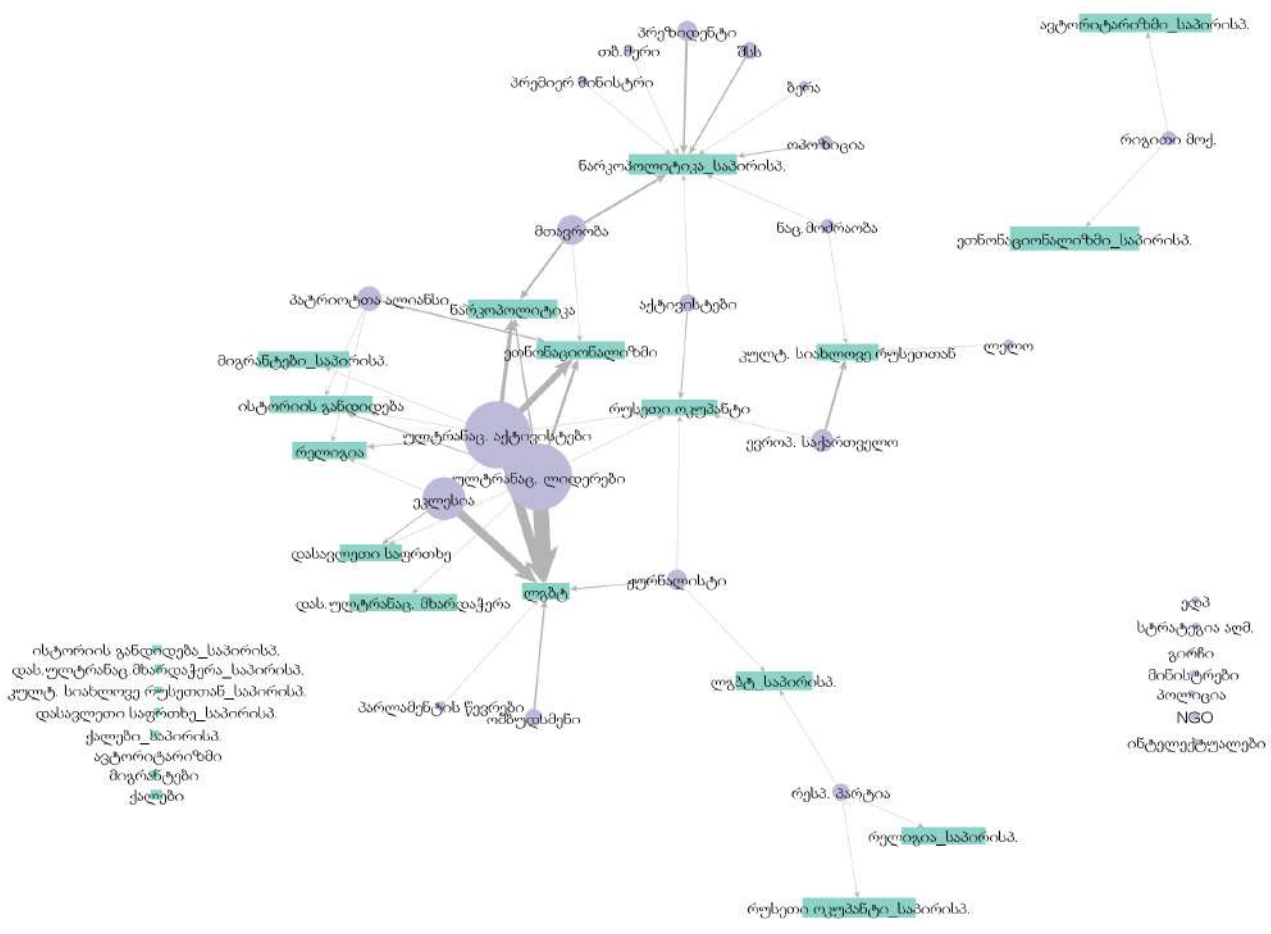 ავტორიტარიზმი_საპირისპ.
პრეზიდენტი
თბ.მერი
შსს
პრემიერ მინისტრი
ბერა
რიგითი მოქ.
ოპოზიცია
ნარკოპოლიტიკა_საპირისპ.
მთავრობა
ნაც.მოძრაობა
ეთნონაციონალიზმი_საპირისპ.
პატრიოტთა ალიანსი
ნარკოპოლიტიკა
აქტივისტები
მიგრანტები_საპირისპ.
ეთნონაციონალიზმი
კულტ. სიახლოვე რუსეთთან
ლელო
ისტორიის განდიდება
რუსეთი ოკუპანტი
ულტრანაც. აქტივისტები
ევროპ. საქართველო
რელიგია
ულტრანაც. ლიდერები
ეკლესია
დასავლეთი საფრთხე
ჟურნალისტი
ლგბტ
დას.ულტრანაც. მხარდაჭერა
ედპ
სტრატეგია აღმ.
გირჩი
მინისტრები
პოლიცია
NGO
ინტელექტუალები
ისტორიის განდიდება_საპირისპ.
დას.ულტრანაც.მხარდაჭერა_საპირისპ.
კულტ. სიახლოვე რუსეთთან_საპირისპ.
დასავლეთი საფრთხე_საპირისპ.
ქალები_საპირისპ.
ავტორიტარიზმი
მიგრანტები
ქალები
ლგბტ_საპირისპ.
პარლამენტის წევრები
ომბუდსმენი
რესპ. პარტია
რელიგია_საპირისპ.
რუსეთი ოკუპანტი_საპირისპ.